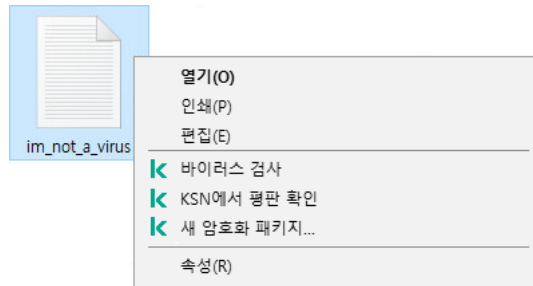 im_not_a_virus
열기(O)
인쇄(P)
편집(E)
바이러스 검사
KSN에서 평판 확인
새 암호화 패키지...
속성(R)